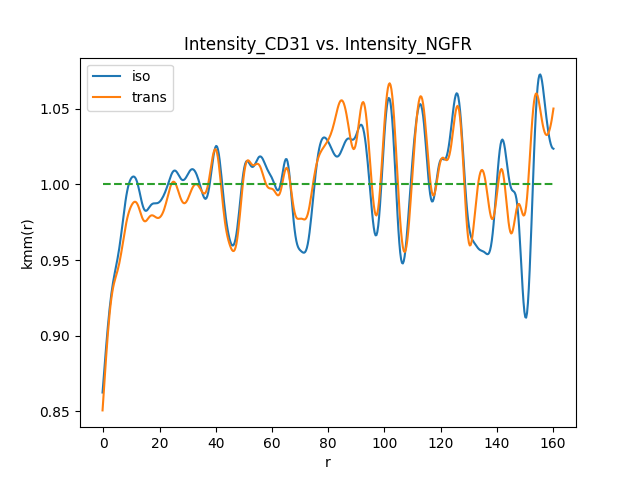 Intensity_CD31 vs. Intensity_NGFR
iso
trans
1.05
1.00
0.95
0.90
0.85
kmm(r)
0 20 40 60 80 100 120 140 160
r